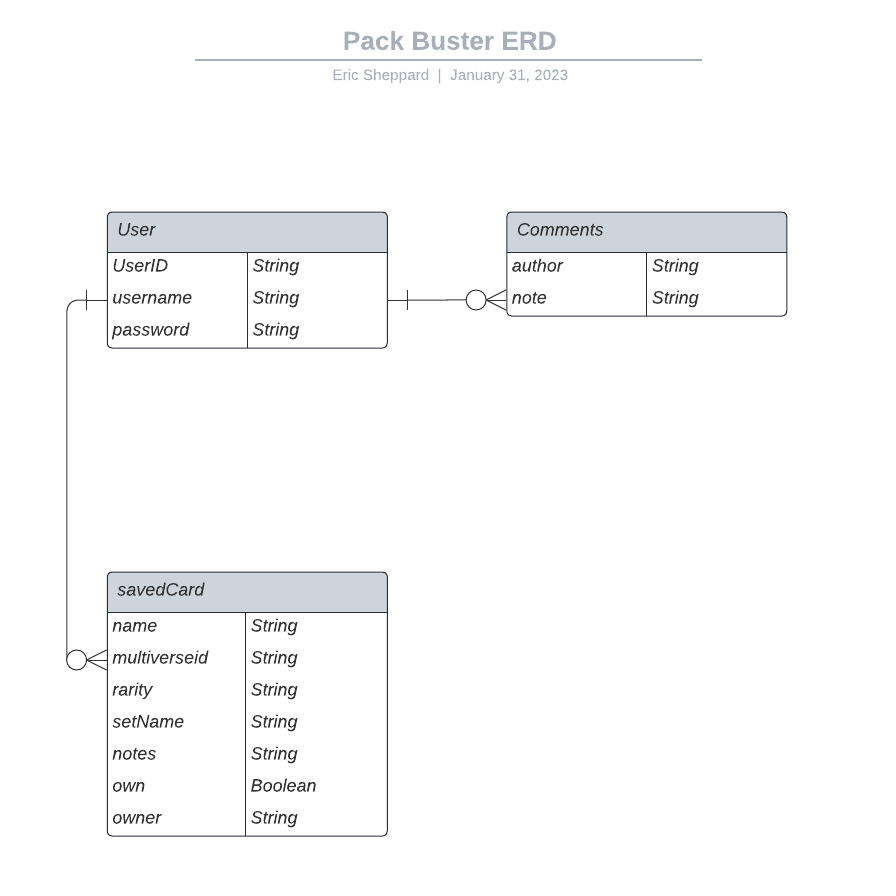 Pack Buster ERD
Eric Sheppard | January 31, 2023
User
UserID String
username String
password String
Comments
author String
note String
savedCard
name String
multiverseid String
rarity String
setName String
notes String
own Boolean
owner String